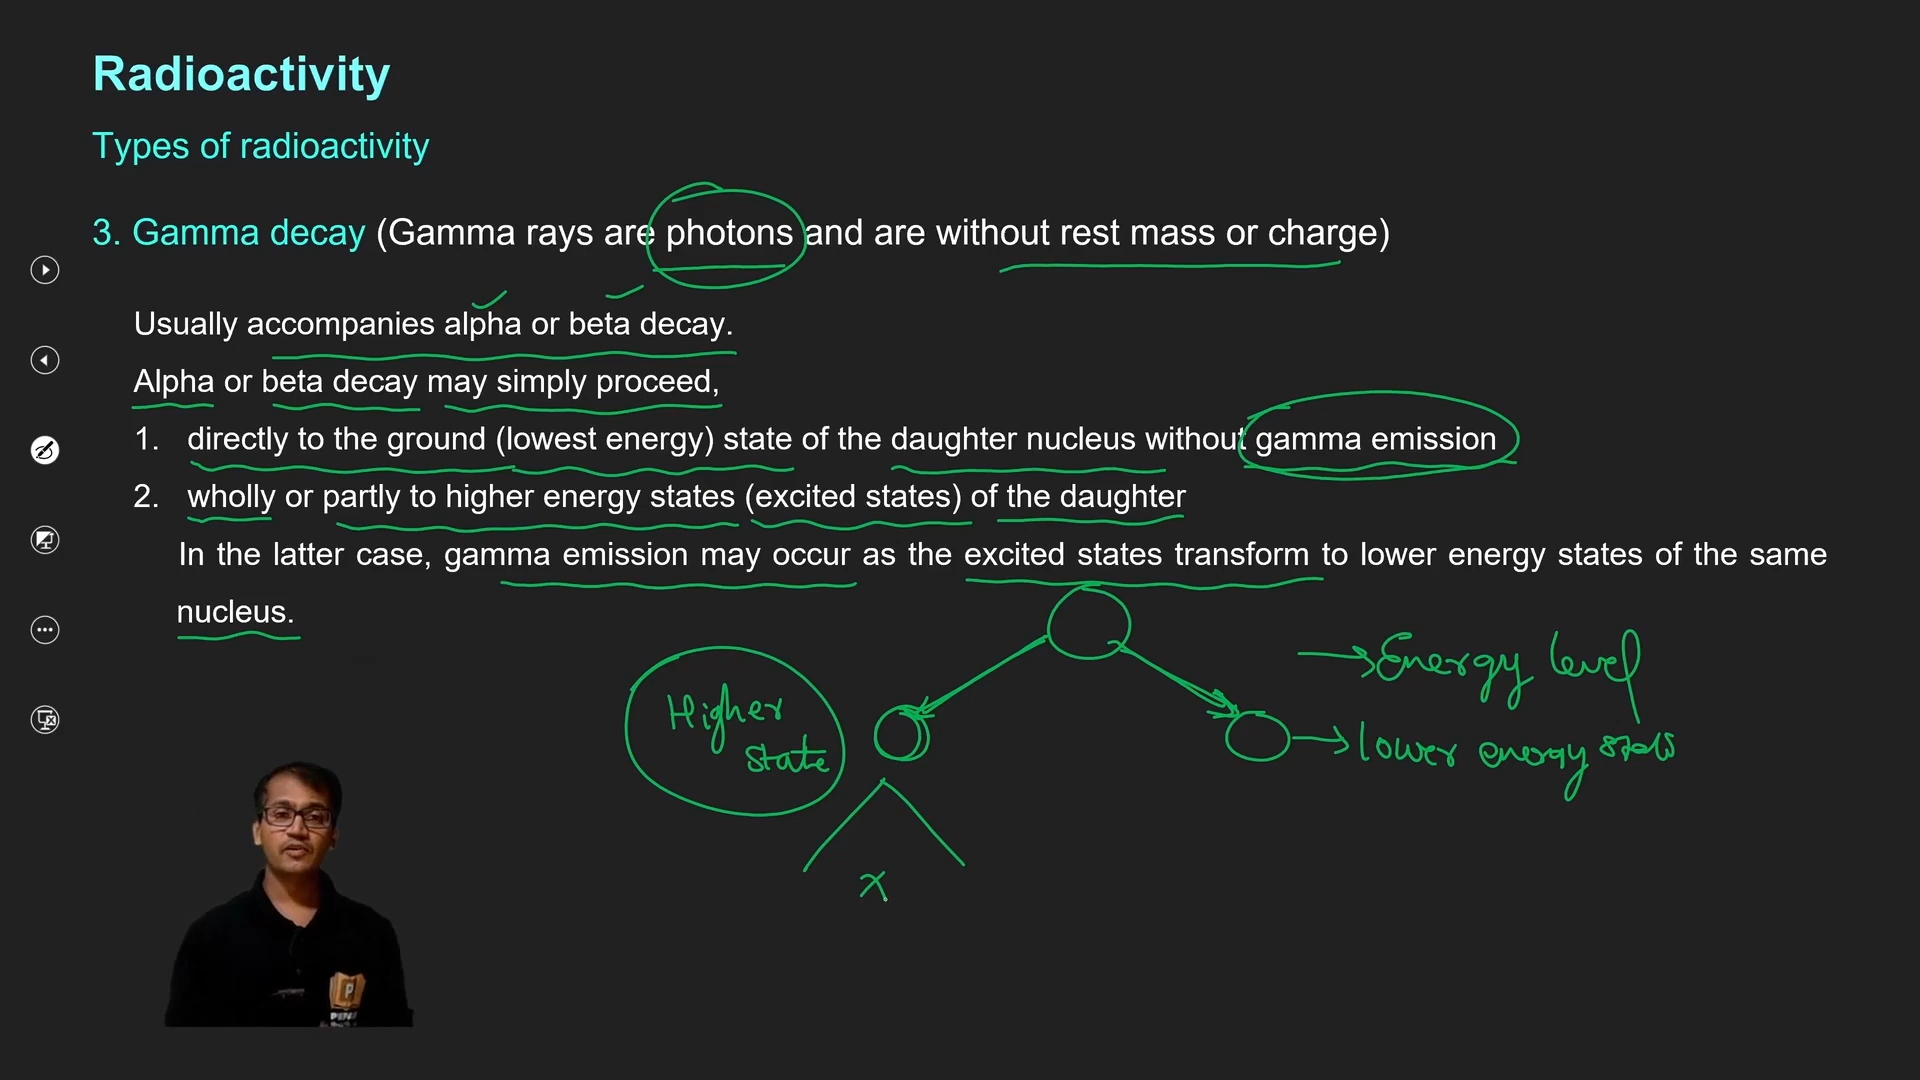 Radioactivity
Types of radioactivity
3. Gamma decay (Gamma rays are photons and are without rest mass or charge)
Usually accompanies alpha or beta decay.
Alpha or beta decay may simply proceed,
1. directly to the ground (lowest energy) state of the daughter nucleus without gamma emission
2. wholly or partly to higher energy states (excited states) of the daughter
In the latter case, gamma emission may occur as the excited states transform to lower energy states of the same
nucleus.
Energy level
Higher
state
lower energy
x
P